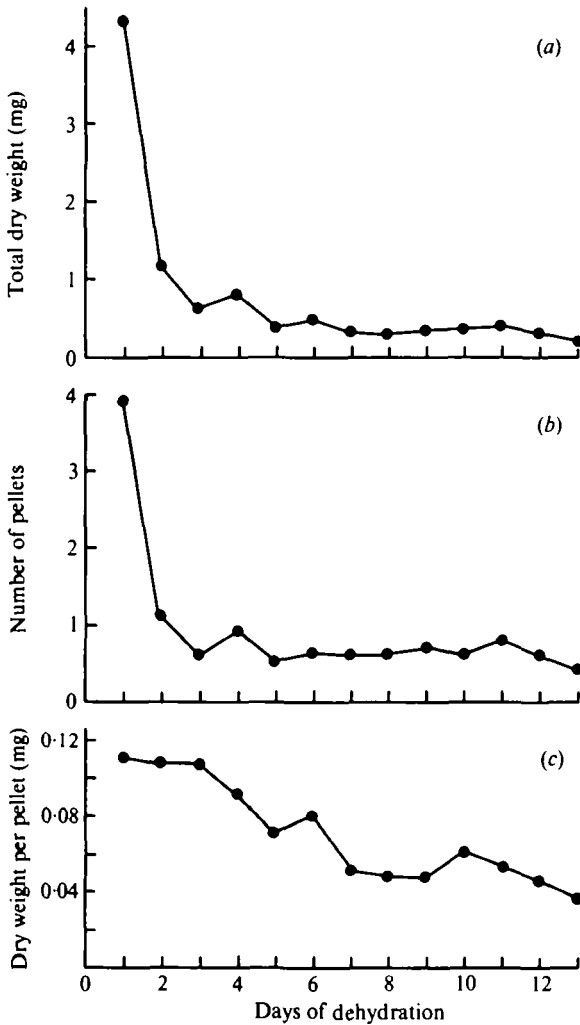 (a)
Total dry weight (mg)
4
3
2
1
0
(b)
Number of pellets
4
3
2
1
0
(c)
Dry weight per pellet (mg)
0·12
0·08
0·04
0 2 4 6 8 10 12
Days of dehydration